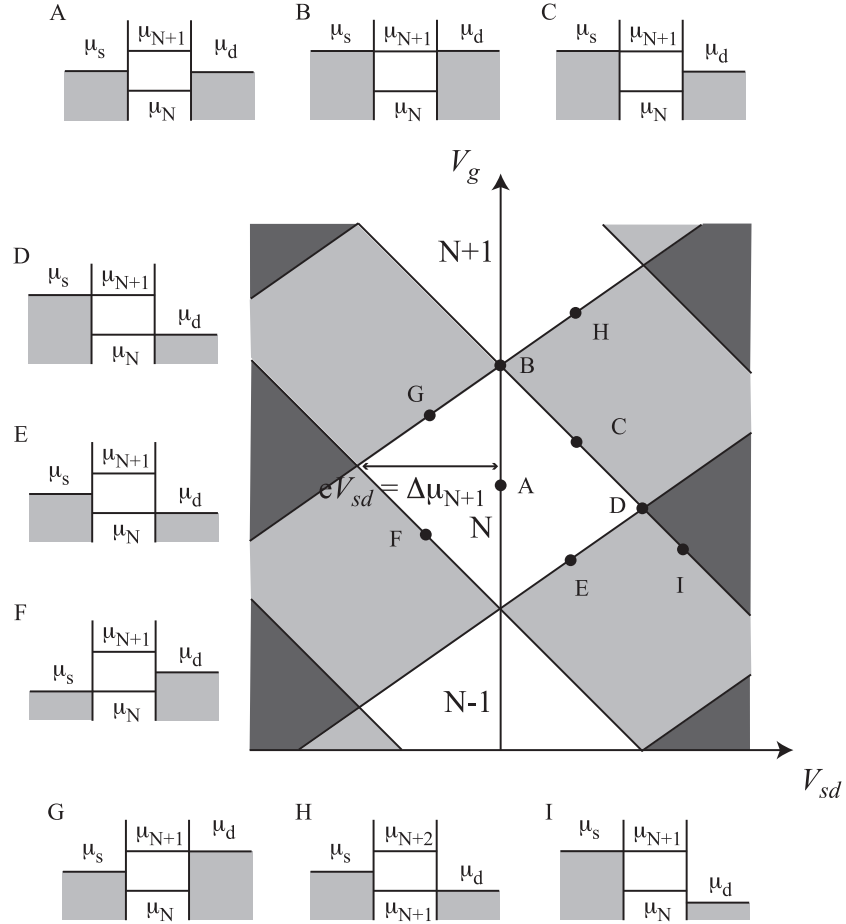 A B C
μs μN+1 μd μs μN+1 μd μs μN+1 μd
μN μN μN
Vg
D
μs μN+1 μd
μN
E
μs μN+1 μd
μN
F
μs μN+1 μd
μN
N+1
H
B
G
C
eVsd = ΔμN+1
A
N
D
F
E
I
N-1
Vsd
G H I
μs μN+1 μd μs μN+2 μd μs μN+1 μd
μN μN+1 μN